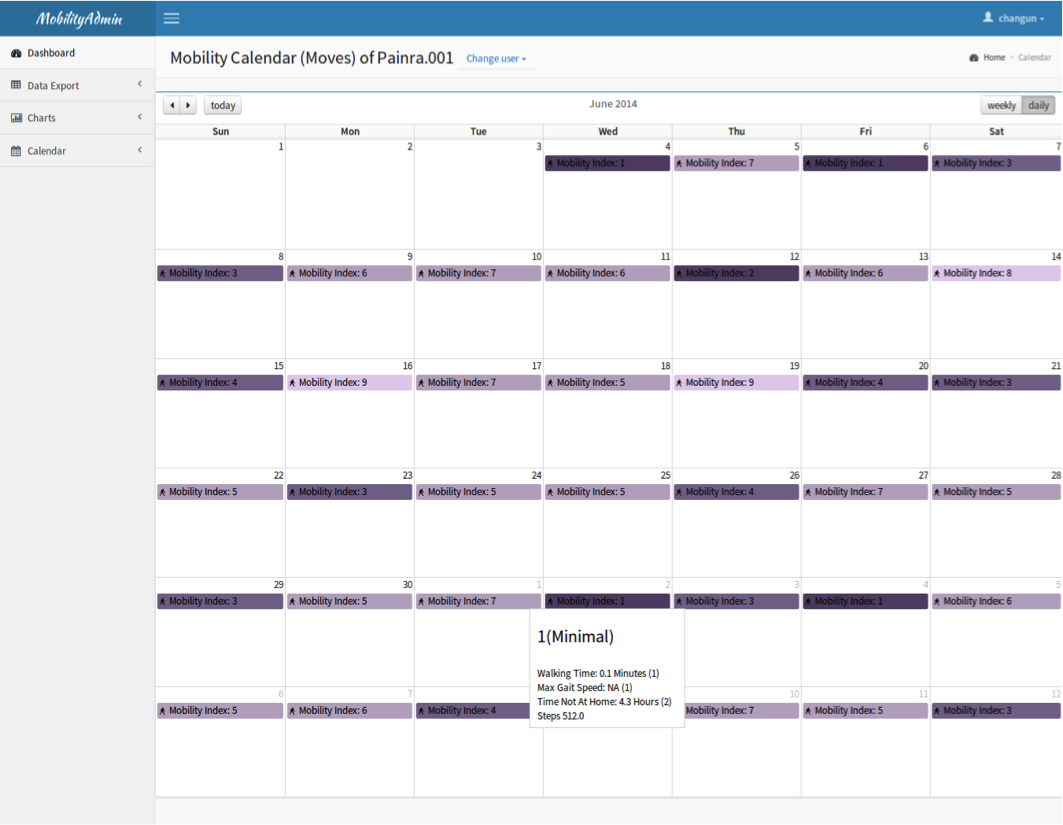 MobilityAdmin changun
Dashboard
Data Export
Charts
Calendar
Mobility Calendar (Moves) of Painra.001 Change user Home > Calendar
today June 2014 weekly daily
Sun Mon Tue Wed Thu Fri Sat
1 2 3 4 5 6 7
Mobility Index: 1 Mobility Index: 7 Mobility Index: 1 Mobility Index: 3
8 9 10 11 12 13 14
Mobility Index: 3 Mobility Index: 6 Mobility Index: 7 Mobility Index: 6 Mobility Index: 2 Mobility Index: 6 Mobility Index: 8
15 16 17 18 19 20 21
Mobility Index: 4 Mobility Index: 9 Mobility Index: 7 Mobility Index: 5 Mobility Index: 9 Mobility Index: 4 Mobility Index: 3
22 23 24 25 26 27 28
Mobility Index: 5 Mobility Index: 3 Mobility Index: 5 Mobility Index: 5 Mobility Index: 4 Mobility Index: 7 Mobility Index: 5
29 30 1 2 3 4 5
Mobility Index: 3 Mobility Index: 5 Mobility Index: 7 Mobility Index: 1 Mobility Index: 3 Mobility Index: 1 Mobility Index: 6
1(Minimal)
Walking Time: 0.1 Minutes (1)
Max Gait Speed: NA (1)
Time Not At Home: 4.3 Hours (2)
Steps 512.0
6 7 10 11 12
Mobility Index: 5 Mobility Index: 6 Mobility Index: 4 Mobility Index: 7 Mobility Index: 5 Mobility Index: 3